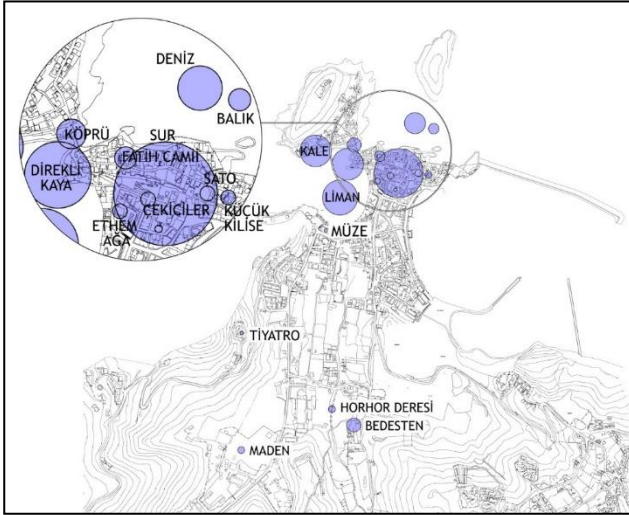 DENİZ
BALIK
KÖPRÜ
SUR
FATİH CAMİİ
DİREKLİ
KAYA
ŞATO
ÇEKİCİLER
KÜÇÜK
KİLİSE
ETHEM
AĞA
KALE
LİMAN
MÜZE
TİYATRO
HORHOR DERESİ
BEDESTEN
MADEN